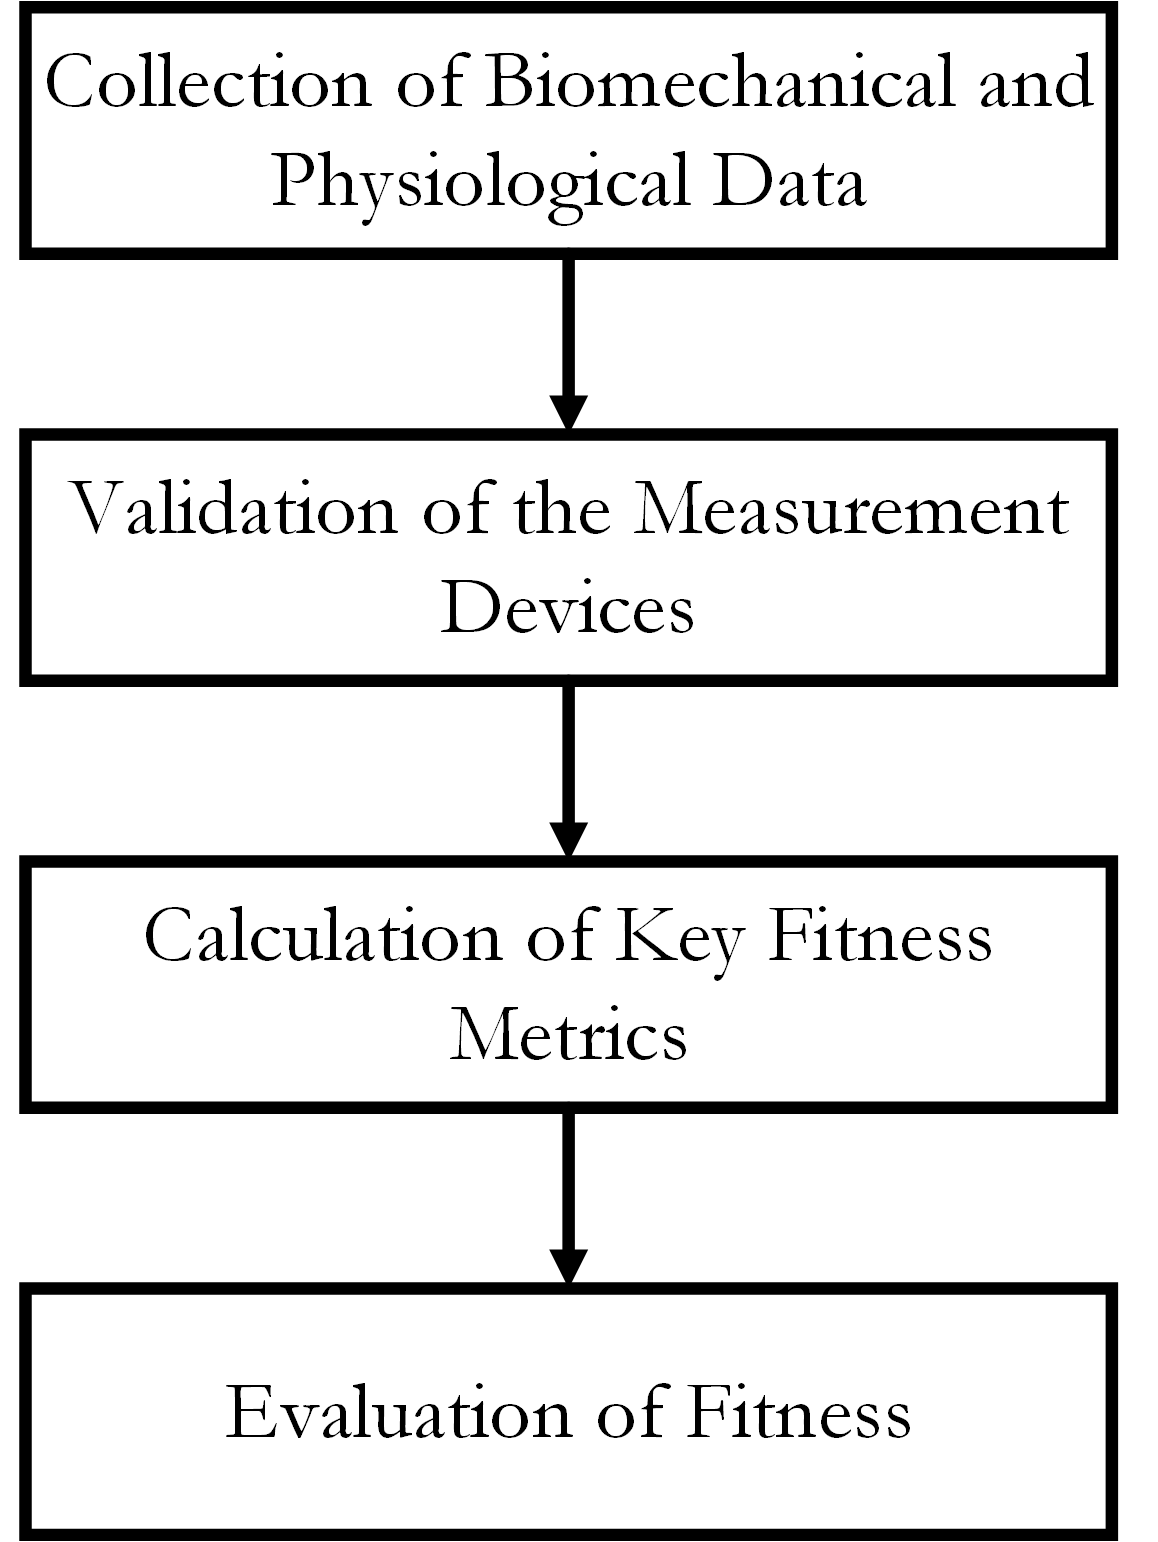 Collection of Biomechanical and
Physiological Data
Validation of the Measurement
Devices
Calculation of Key Fitness
Metrics
Evaluation of Fitness